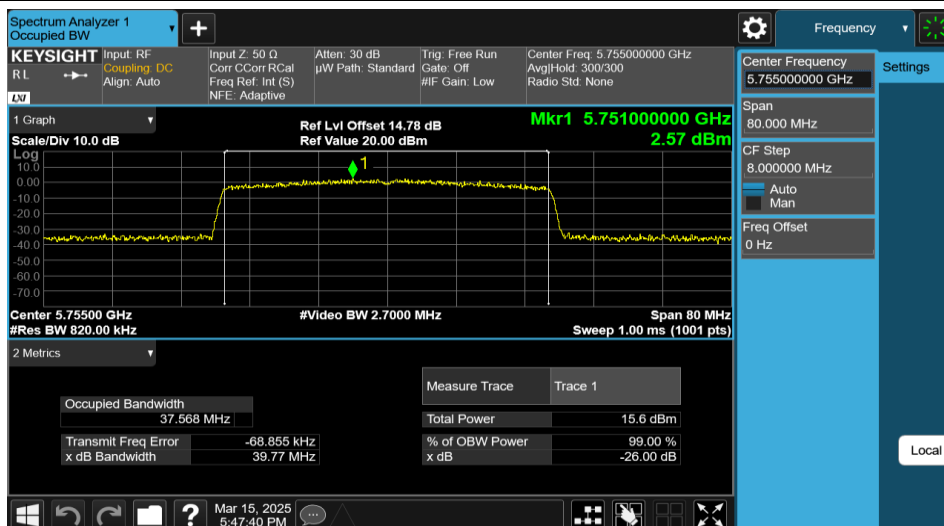 Spectrum Analyzer 1
Occupied BW
+
Frequency
KEYSIGHT
RL
LXI
Input: RF
Coupling: DC
Align: Auto
Input Z: 50 Ω
Corr CCorr RCal
Freq Ref: Int (S)
NFE: Adaptive
Atten: 30 dB
µW Path: Standard
Trig: Free Run
Gate: Off
#IF Gain: Low
Center Freq: 5.755000000 GHz
Avg|Hold: 300/300
Radio Std: None
Center Frequency
5.755000000 GHz
Settings
Span
80.000 MHz
CF Step
8.000000 MHz
Auto
Man
Freq Offset
0 Hz
Local
1 Graph
Scale/Div 10.0 dB
Ref Lvl Offset 14.78 dB
Ref Value 20.00 dBm
Mkr1 5.751000000 GHz
2.57 dBm
Log
1
10.0
0.00
-10.0
-20.0
-30.0
-40.0
-50.0
-60.0
-70.0
Center 5.75500 GHz
#Video BW 2.7000 MHz
Span 80 MHz
#Res BW 820.00 kHz
Sweep 1.00 ms (1001 pts)
2 Metrics
Measure Trace Trace 1
Occupied Bandwidth
37.568 MHz
Total Power 15.6 dBm
Transmit Freq Error -68.855 kHz
% of OBW Power 99.00 %
x dB Bandwidth 39.77 MHz
x dB -26.00 dB
?
Mar 15, 2025
5:47:40 PM